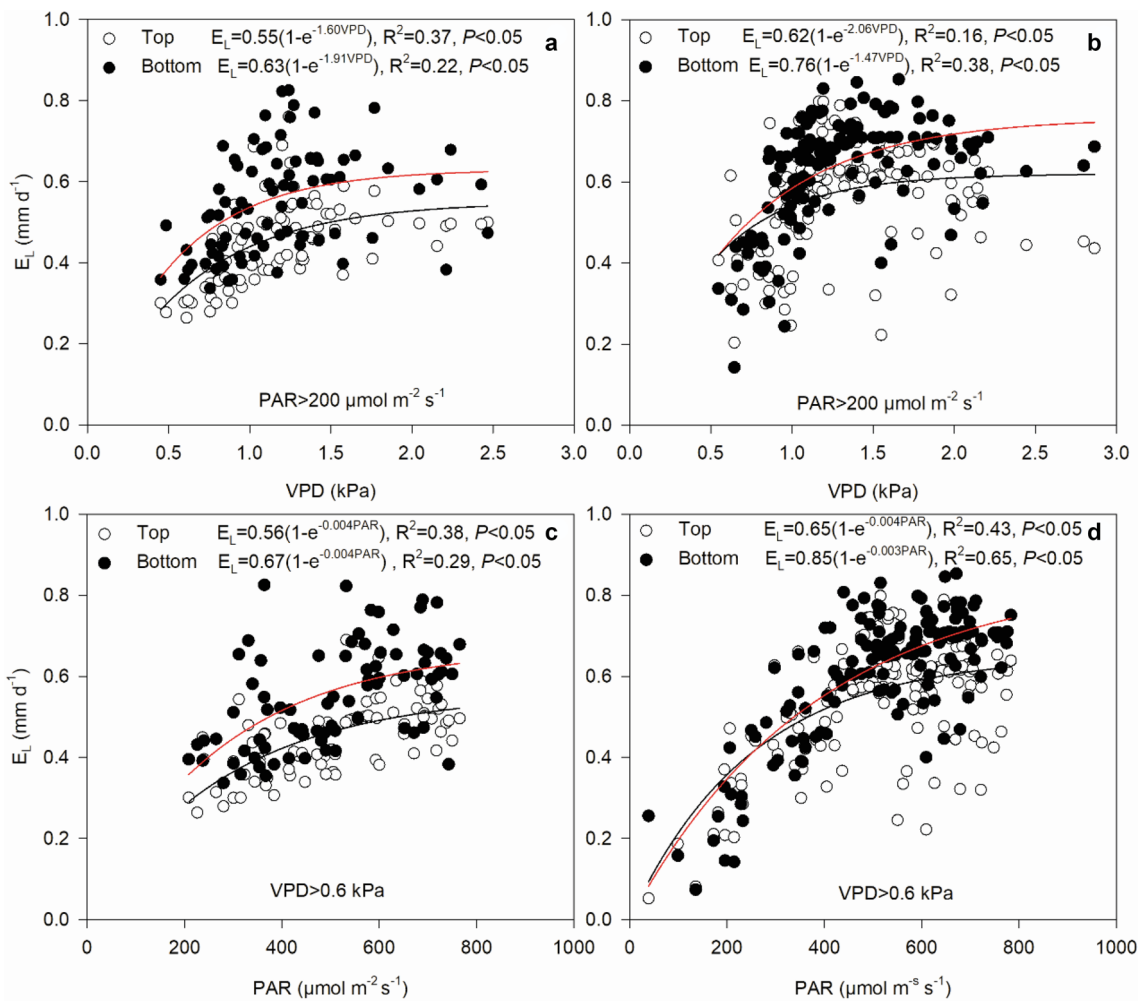 Top E_L=0.55(1-e^-1.60VPD), R²=0.37, P<0.05 a
Bottom E_L=0.63(1-e^-1.91VPD), R²=0.22, P<0.05
1.0
0.8
0.6
0.4
0.2
0.0
E_L (mm d⁻¹)
PAR>200 µmol m⁻² s⁻¹
0.0 0.5 1.0 1.5 2.0 2.5 3.0
VPD (kPa)
Top E_L=0.62(1-e^-2.06VPD), R²=0.16, P<0.05 b
Bottom E_L=0.76(1-e^-1.47VPD), R²=0.38, P<0.05
1.0
0.8
0.6
0.4
0.2
0.0
PAR>200 µmol m⁻² s⁻¹
0.0 0.5 1.0 1.5 2.0 2.5 3.0
VPD (kPa)
Top E_L=0.56(1-e^-0.004PAR), R²=0.38, P<0.05 c
Bottom E_L=0.67(1-e^-0.004PAR) , R²=0.29, P<0.05
1.0
0.8
0.6
0.4
0.2
0.0
E_L (mm d⁻¹)
VPD>0.6 kPa
0 200 400 600 800 1000
PAR (µmol m⁻² s⁻¹)
Top E_L=0.65(1-e^-0.004PAR), R²=0.43, P<0.05 d
Bottom E_L=0.85(1-e^-0.003PAR), R²=0.65, P<0.05
1.0
0.8
0.6
0.4
0.2
0.0
VPD>0.6 kPa
0 200 400 600 800 1000
PAR (µmol m⁻ˢ s⁻¹)